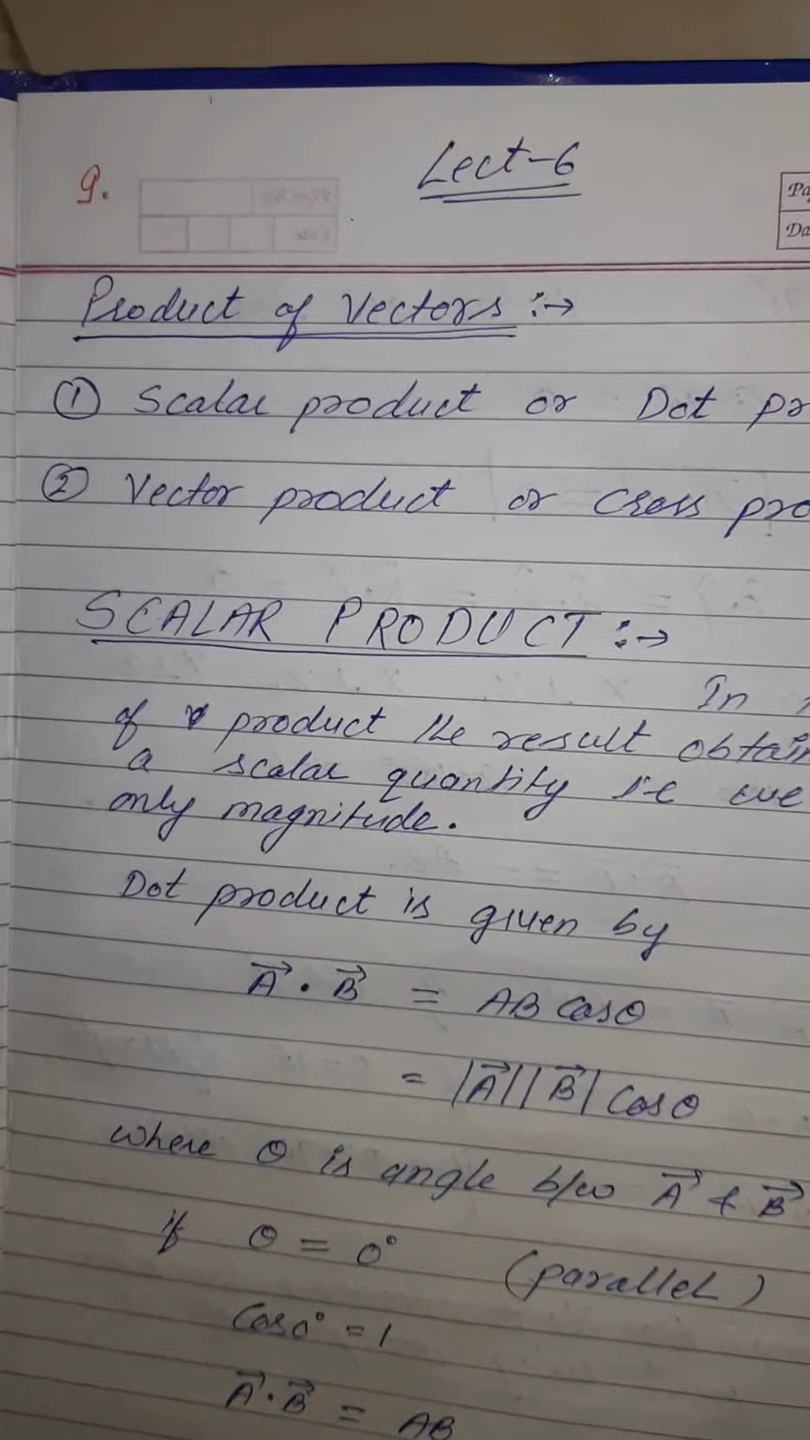 9.
Lect-6
Pa
Da
Product of Vectors :→
① Scalar product or Dot pr
② Vector product or Cross pro
SCALAR PRODUCT :→
In
of product the result obtain
a scalar quantity i.e we
only magnitude.
Dot product is given by
A⃗ · B⃗ = AB Cosθ
= |A⃗||B⃗| Cosθ
where θ is angle b/w A⃗ & B⃗
if θ = 0° (parallel)
Cos0° = 1
A⃗ · B⃗ = AB